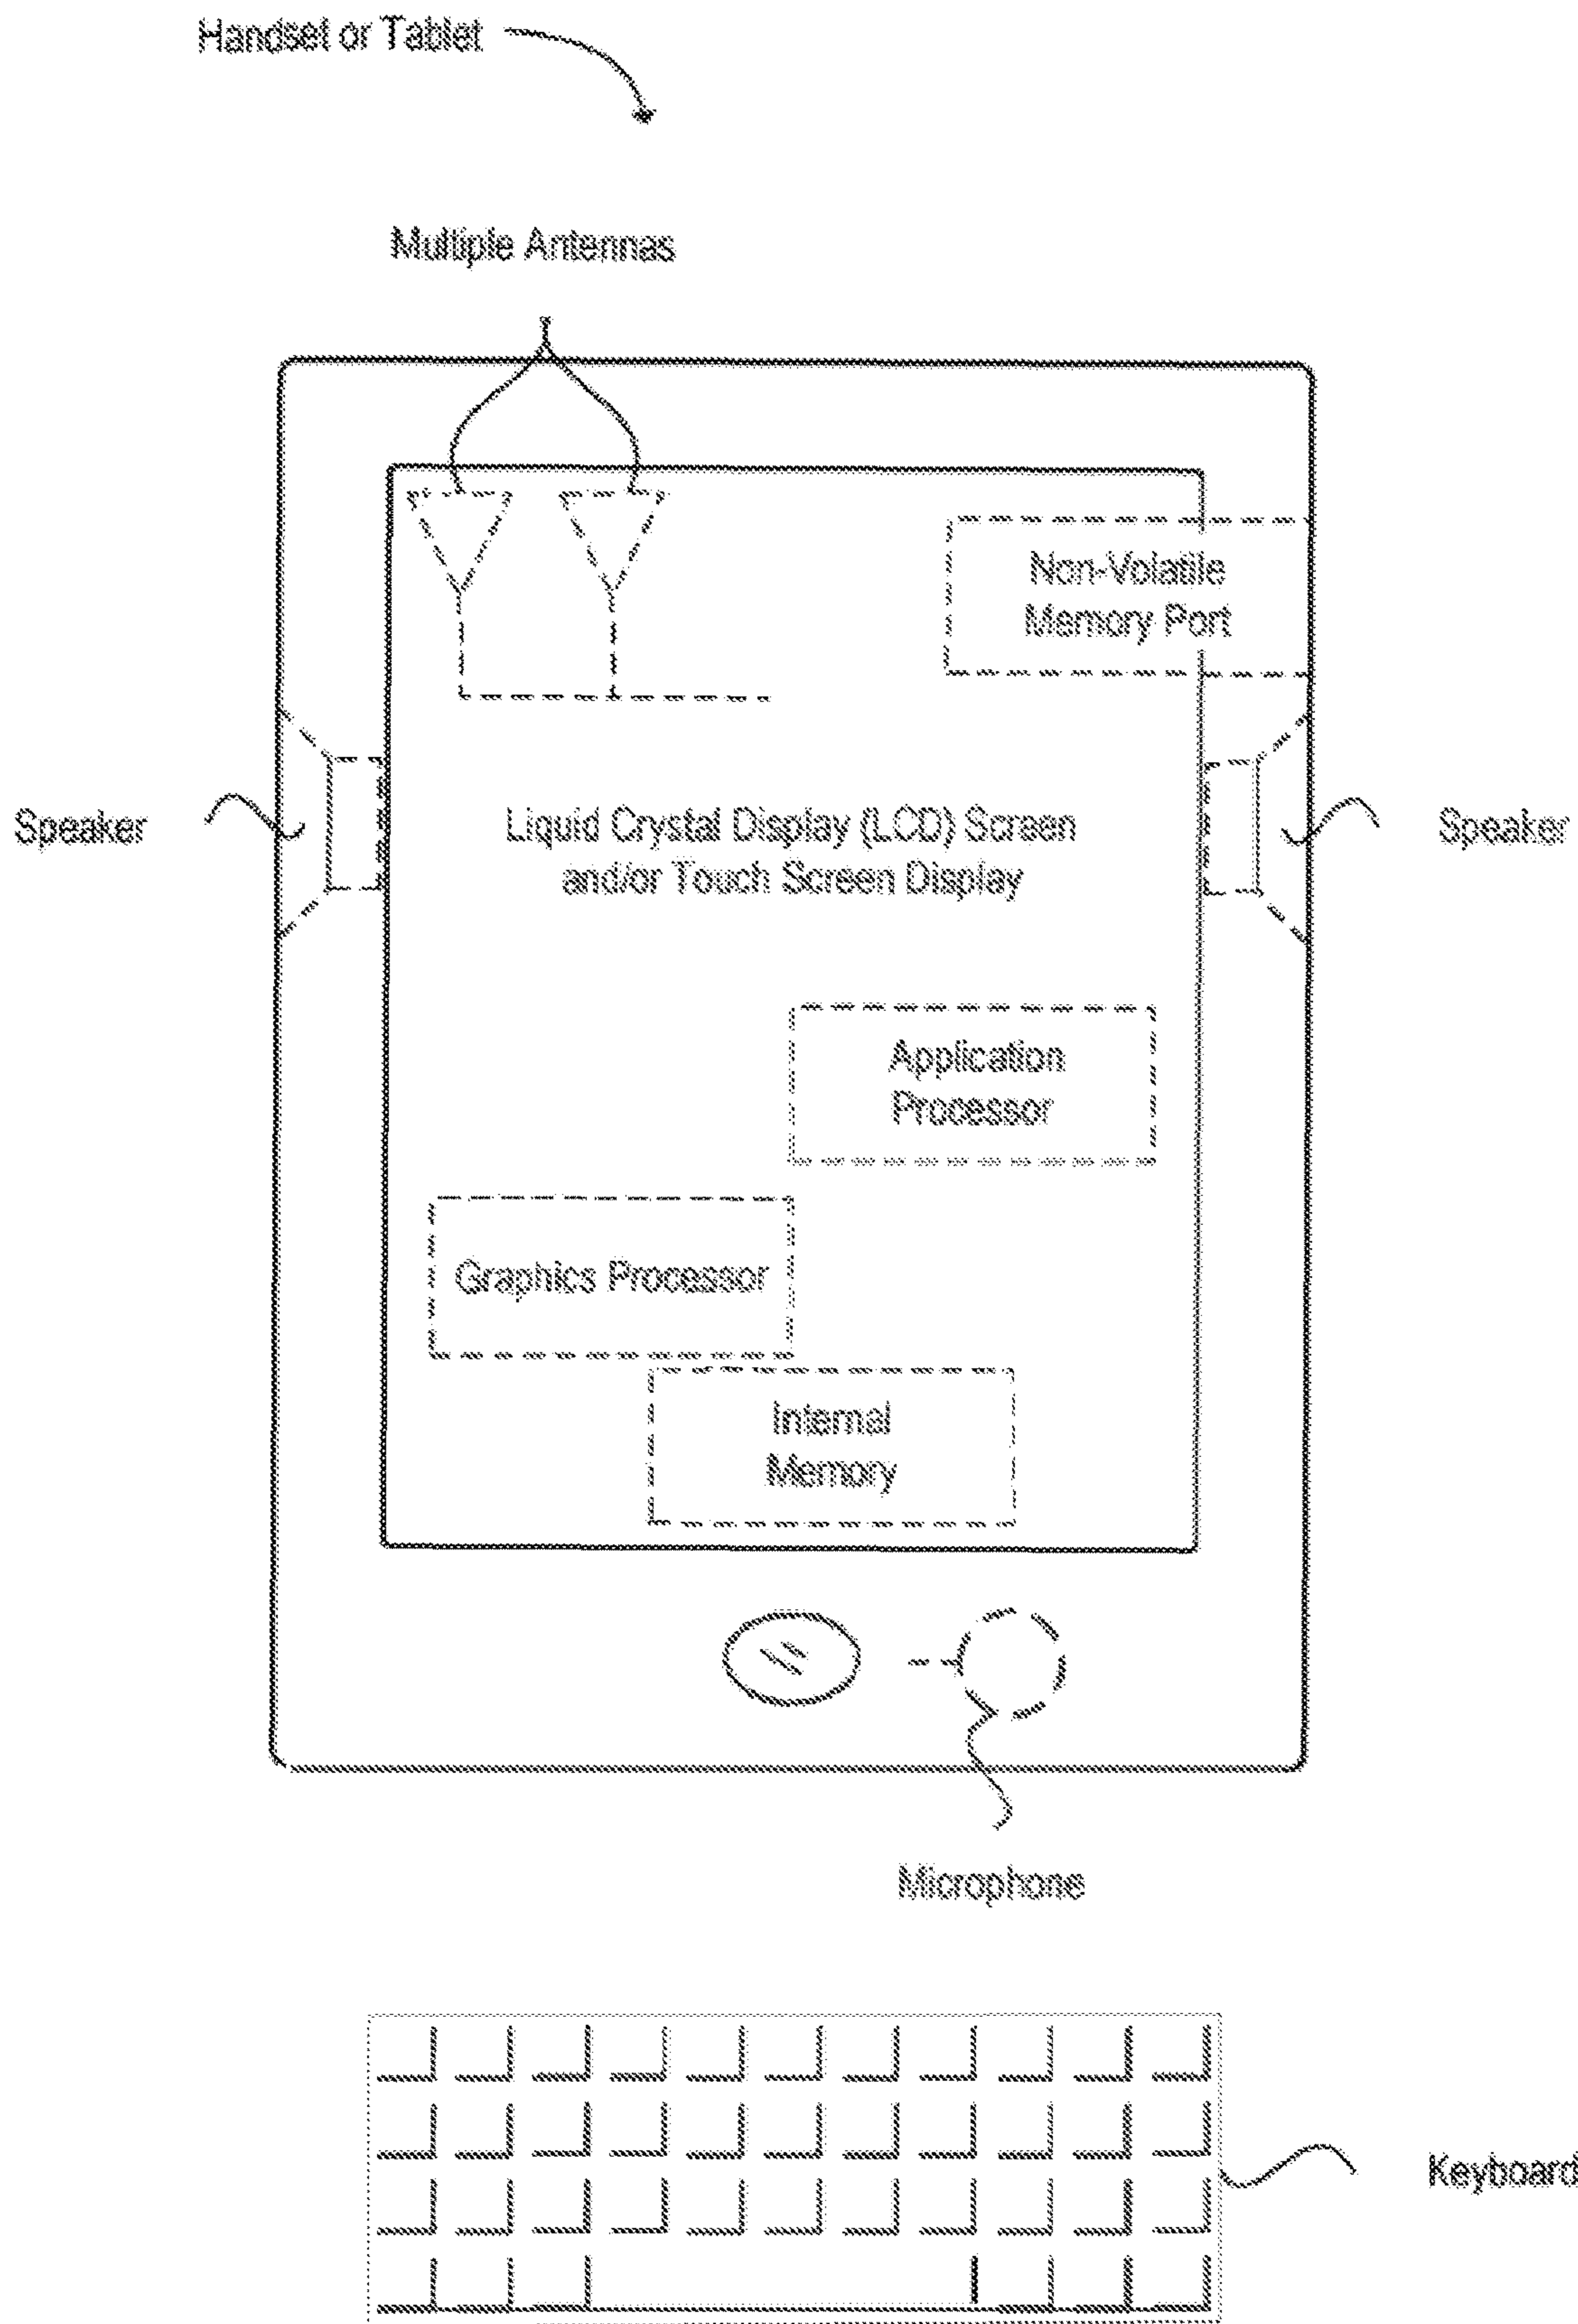 Handset or Tablet
Multiple Antennas
Non-Volatile
Memory Port
Speaker
Liquid Crystal Display (LCD) Screen
and/or Touch Screen Display
Speaker
Application
Processor
Graphics Processor
Internal
Memory
Microphone
Keyboard